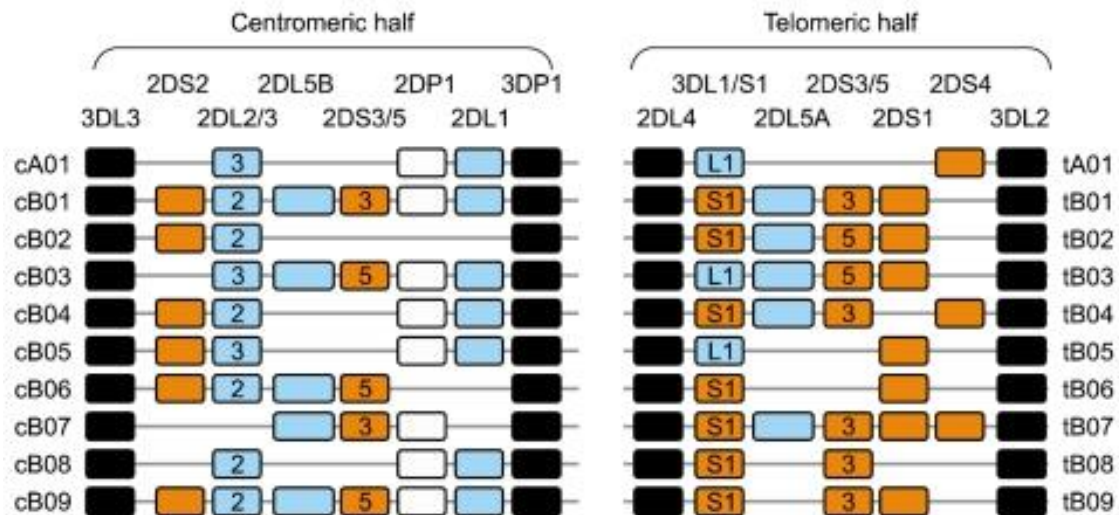 Centromeric half Telomeric half
2DS2 2DL5B 2DP1 3DP1 3DL1/S1 2DS3/5 2DS4
3DL3 2DL2/3 2DS3/5 2DL1 2DL4 2DL5A 2DS1 3DL2
cA01 3 L1 tA01
cB01 2 3 S1 3 tB01
cB02 2 S1 5 tB02
cB03 3 5 L1 5 tB03
cB04 2 S1 3 tB04
cB05 3 L1 tB05
cB06 2 5 S1 tB06
cB07 3 S1 3 tB07
cB08 2 S1 3 tB08
cB09 2 5 S1 3 tB09